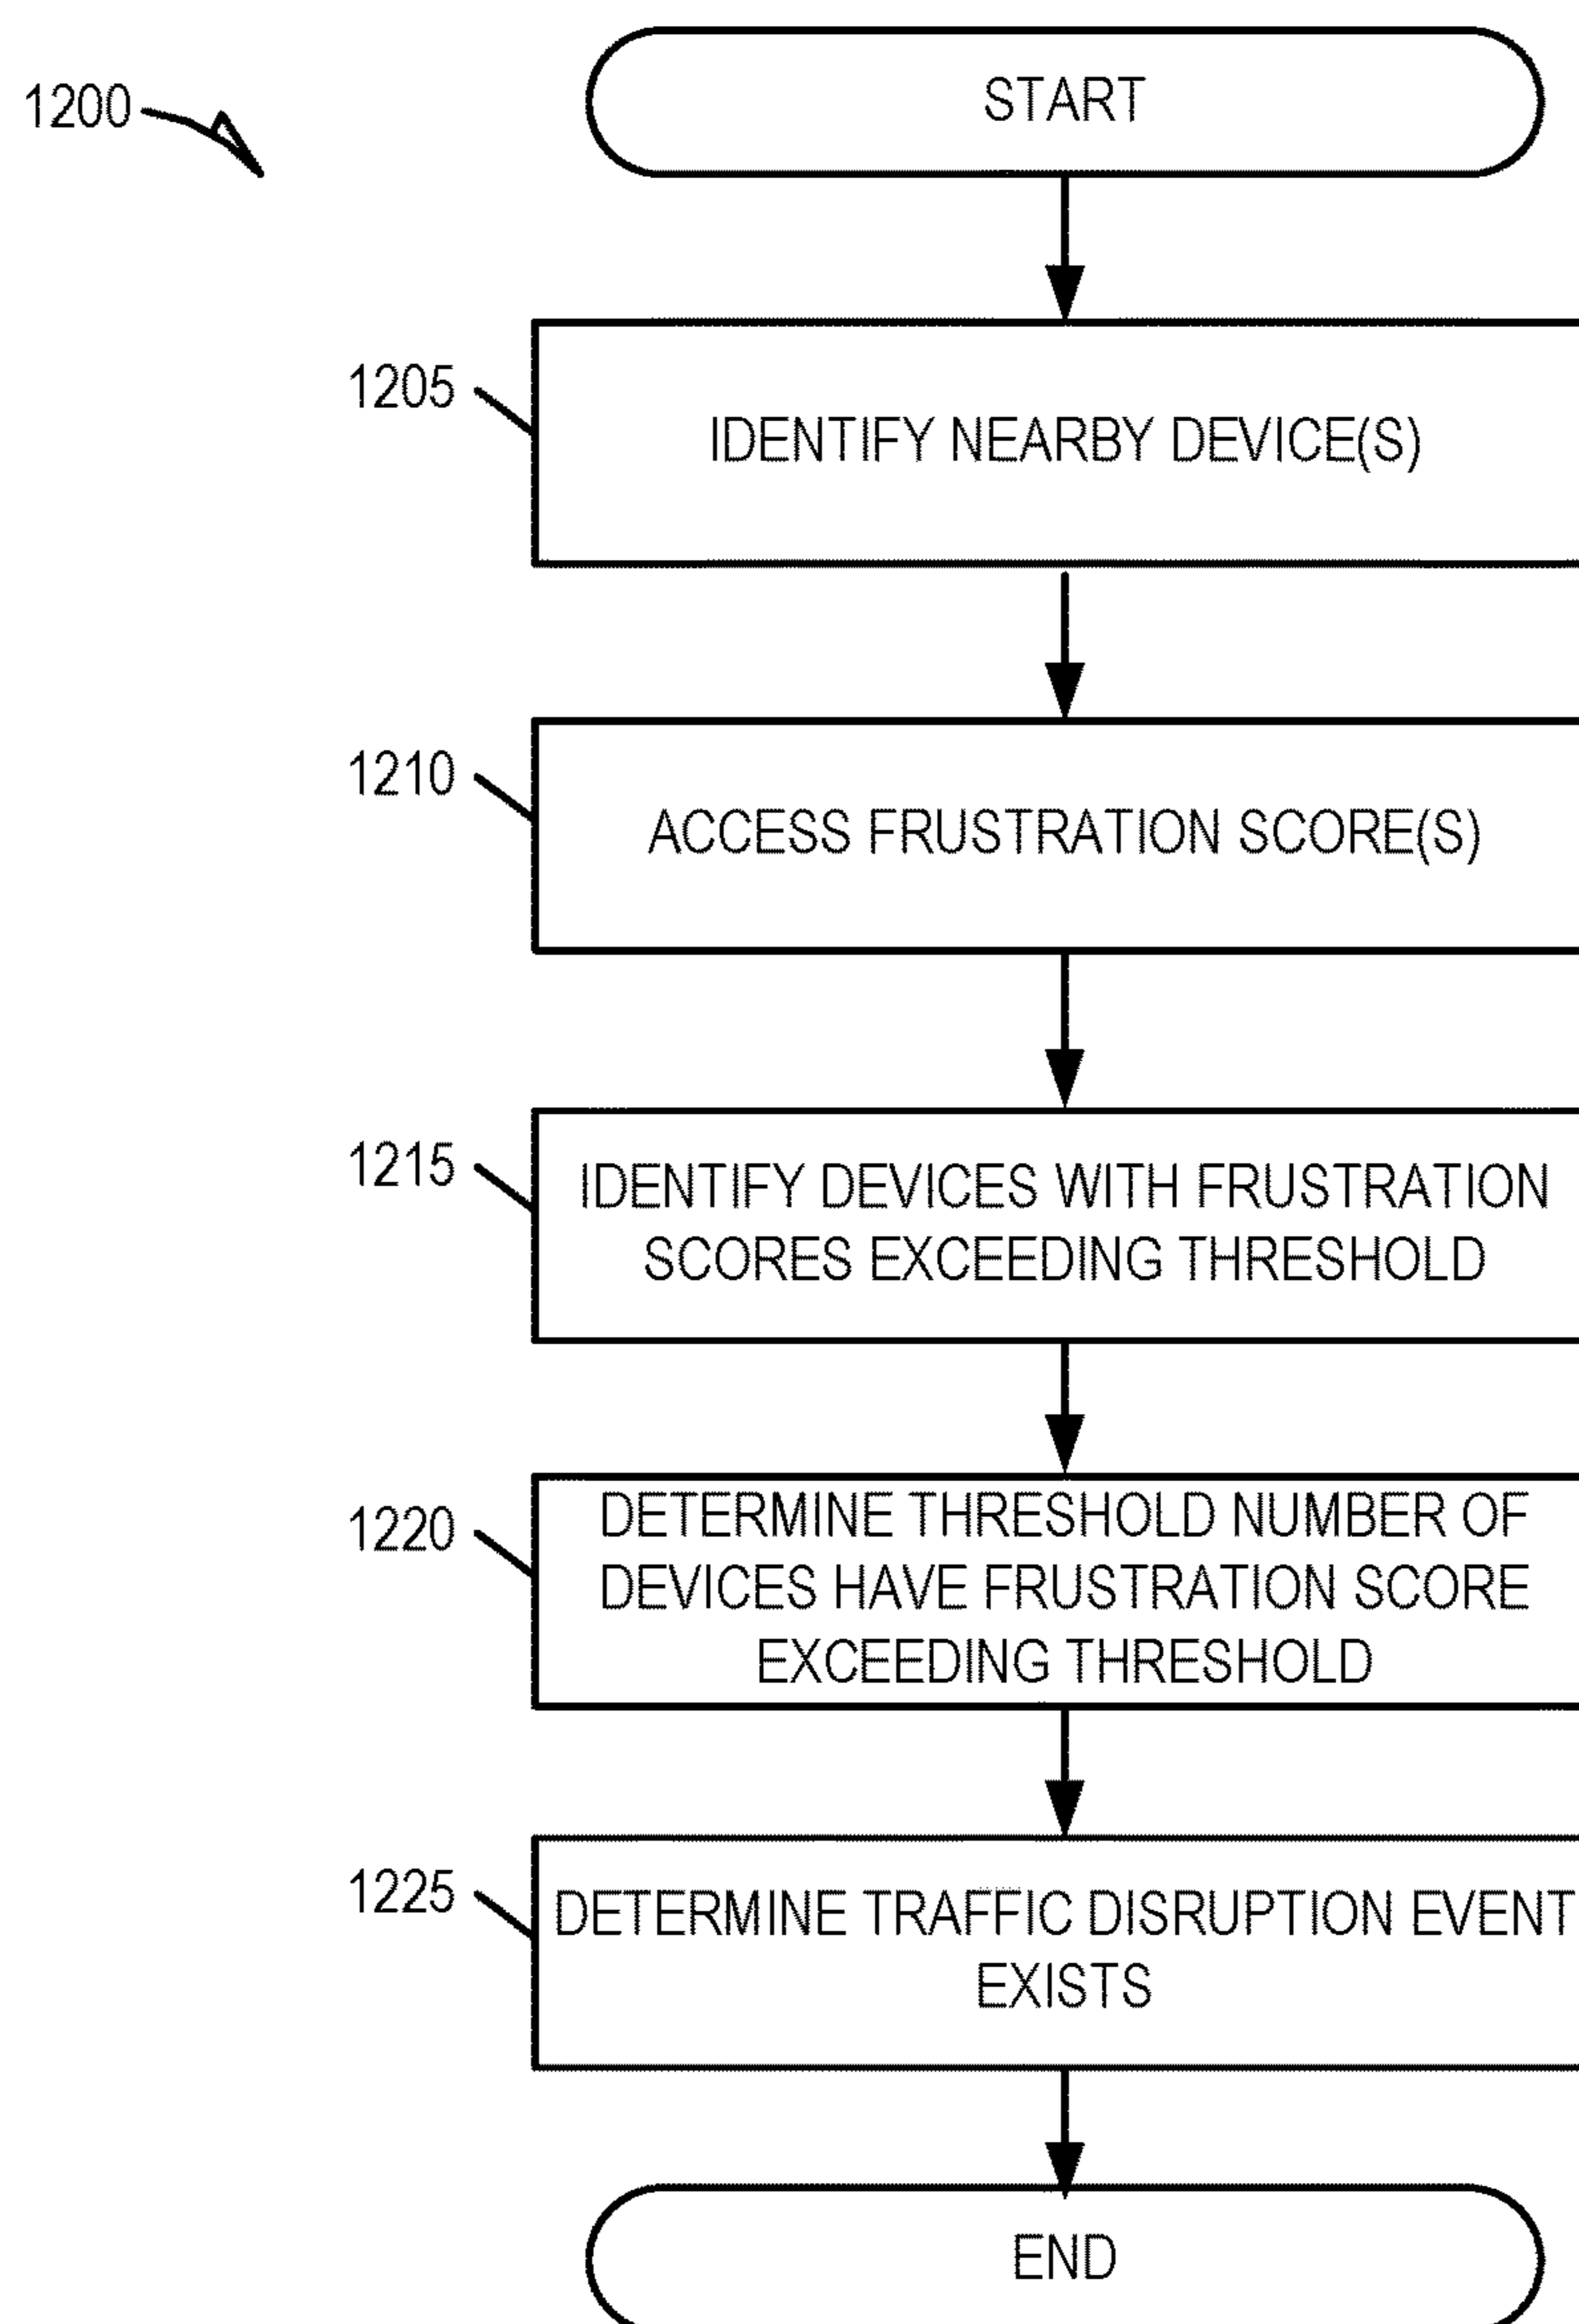 1200
START
1205
IDENTIFY NEARBY DEVICE(S)
1210
ACCESS FRUSTRATION SCORE(S)
1215
IDENTIFY DEVICES WITH FRUSTRATION
SCORES EXCEEDING THRESHOLD
1220
DETERMINE THRESHOLD NUMBER OF
DEVICES HAVE FRUSTRATION SCORE
EXCEEDING THRESHOLD
1225
DETERMINE TRAFFIC DISRUPTION EVENT
EXISTS
END